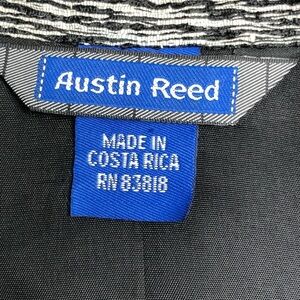 Austin Reed
MADE IN
COSTA RICA
RN 83818